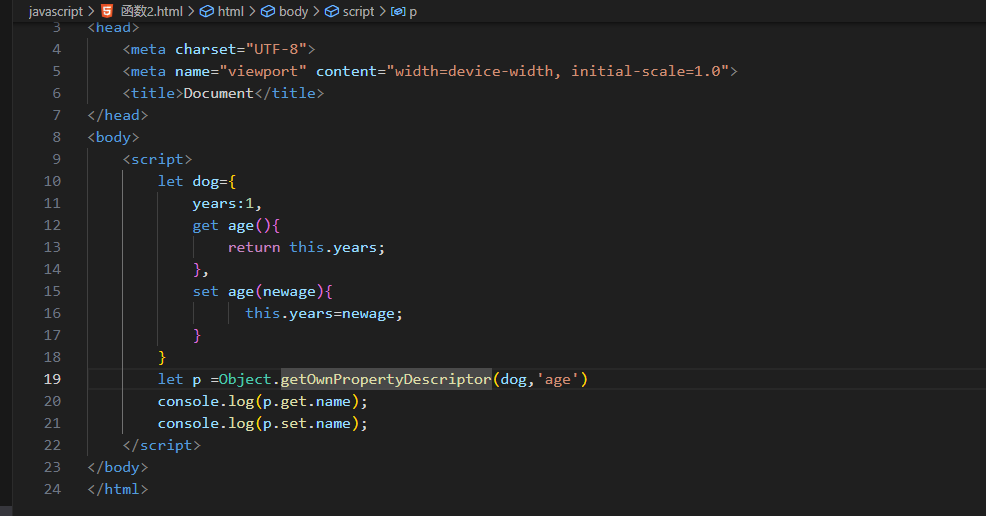 javascript > 函数2.html > html > body > script > p
3 <head>
4 <meta charset="UTF-8">
5 <meta name="viewport" content="width=device-width, initial-scale=1.0">
6 <title>Document</title>
7 </head>
8 <body>
9 <script>
10 let dog={
11 years:1,
12 get age(){
13 return this.years;
14 },
15 set age(newage){
16 this.years=newage;
17 }
18 }
19 let p =Object.getOwnPropertyDescriptor(dog,'age')
20 console.log(p.get.name);
21 console.log(p.set.name);
22 </script>
23 </body>
24 </html>